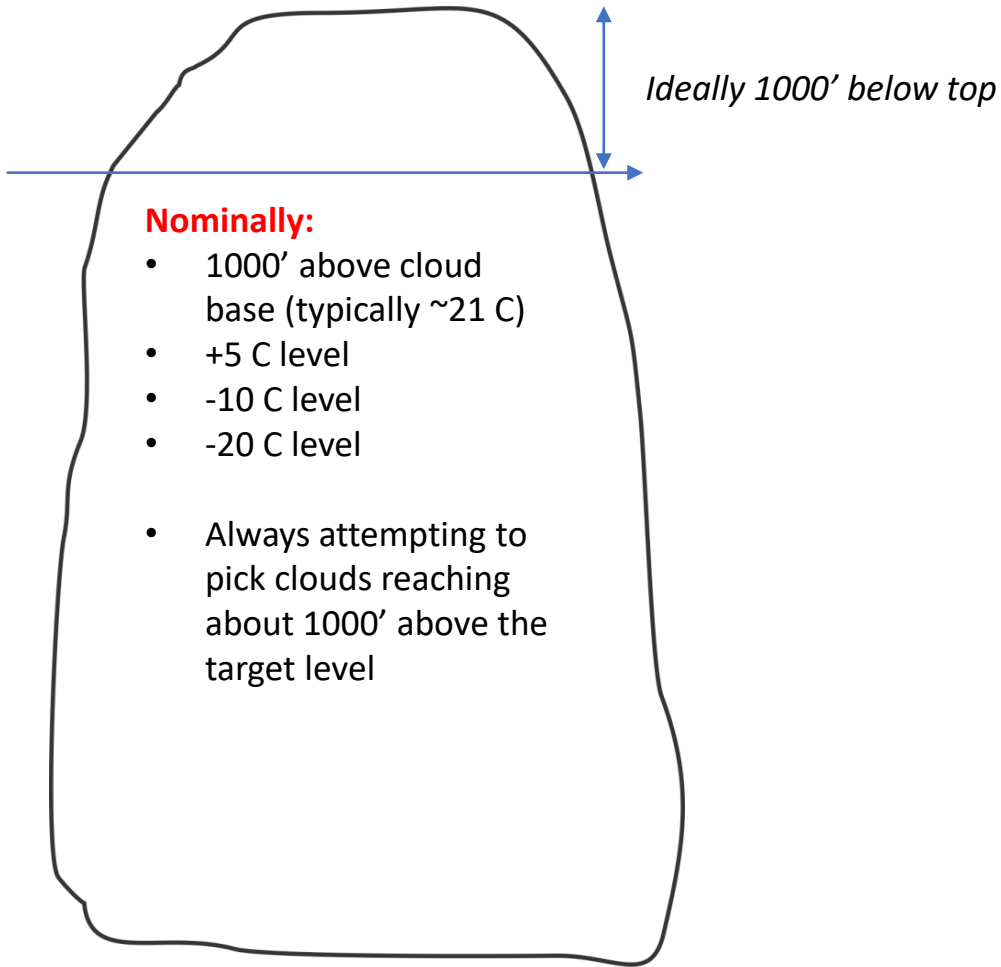 Ideally 1000’ below top
Nominally:
• 1000’ above cloud
base (typically ~21 C)
• +5 C level
• -10 C level
• -20 C level
• Always attempting to
pick clouds reaching
about 1000’ above the
target level